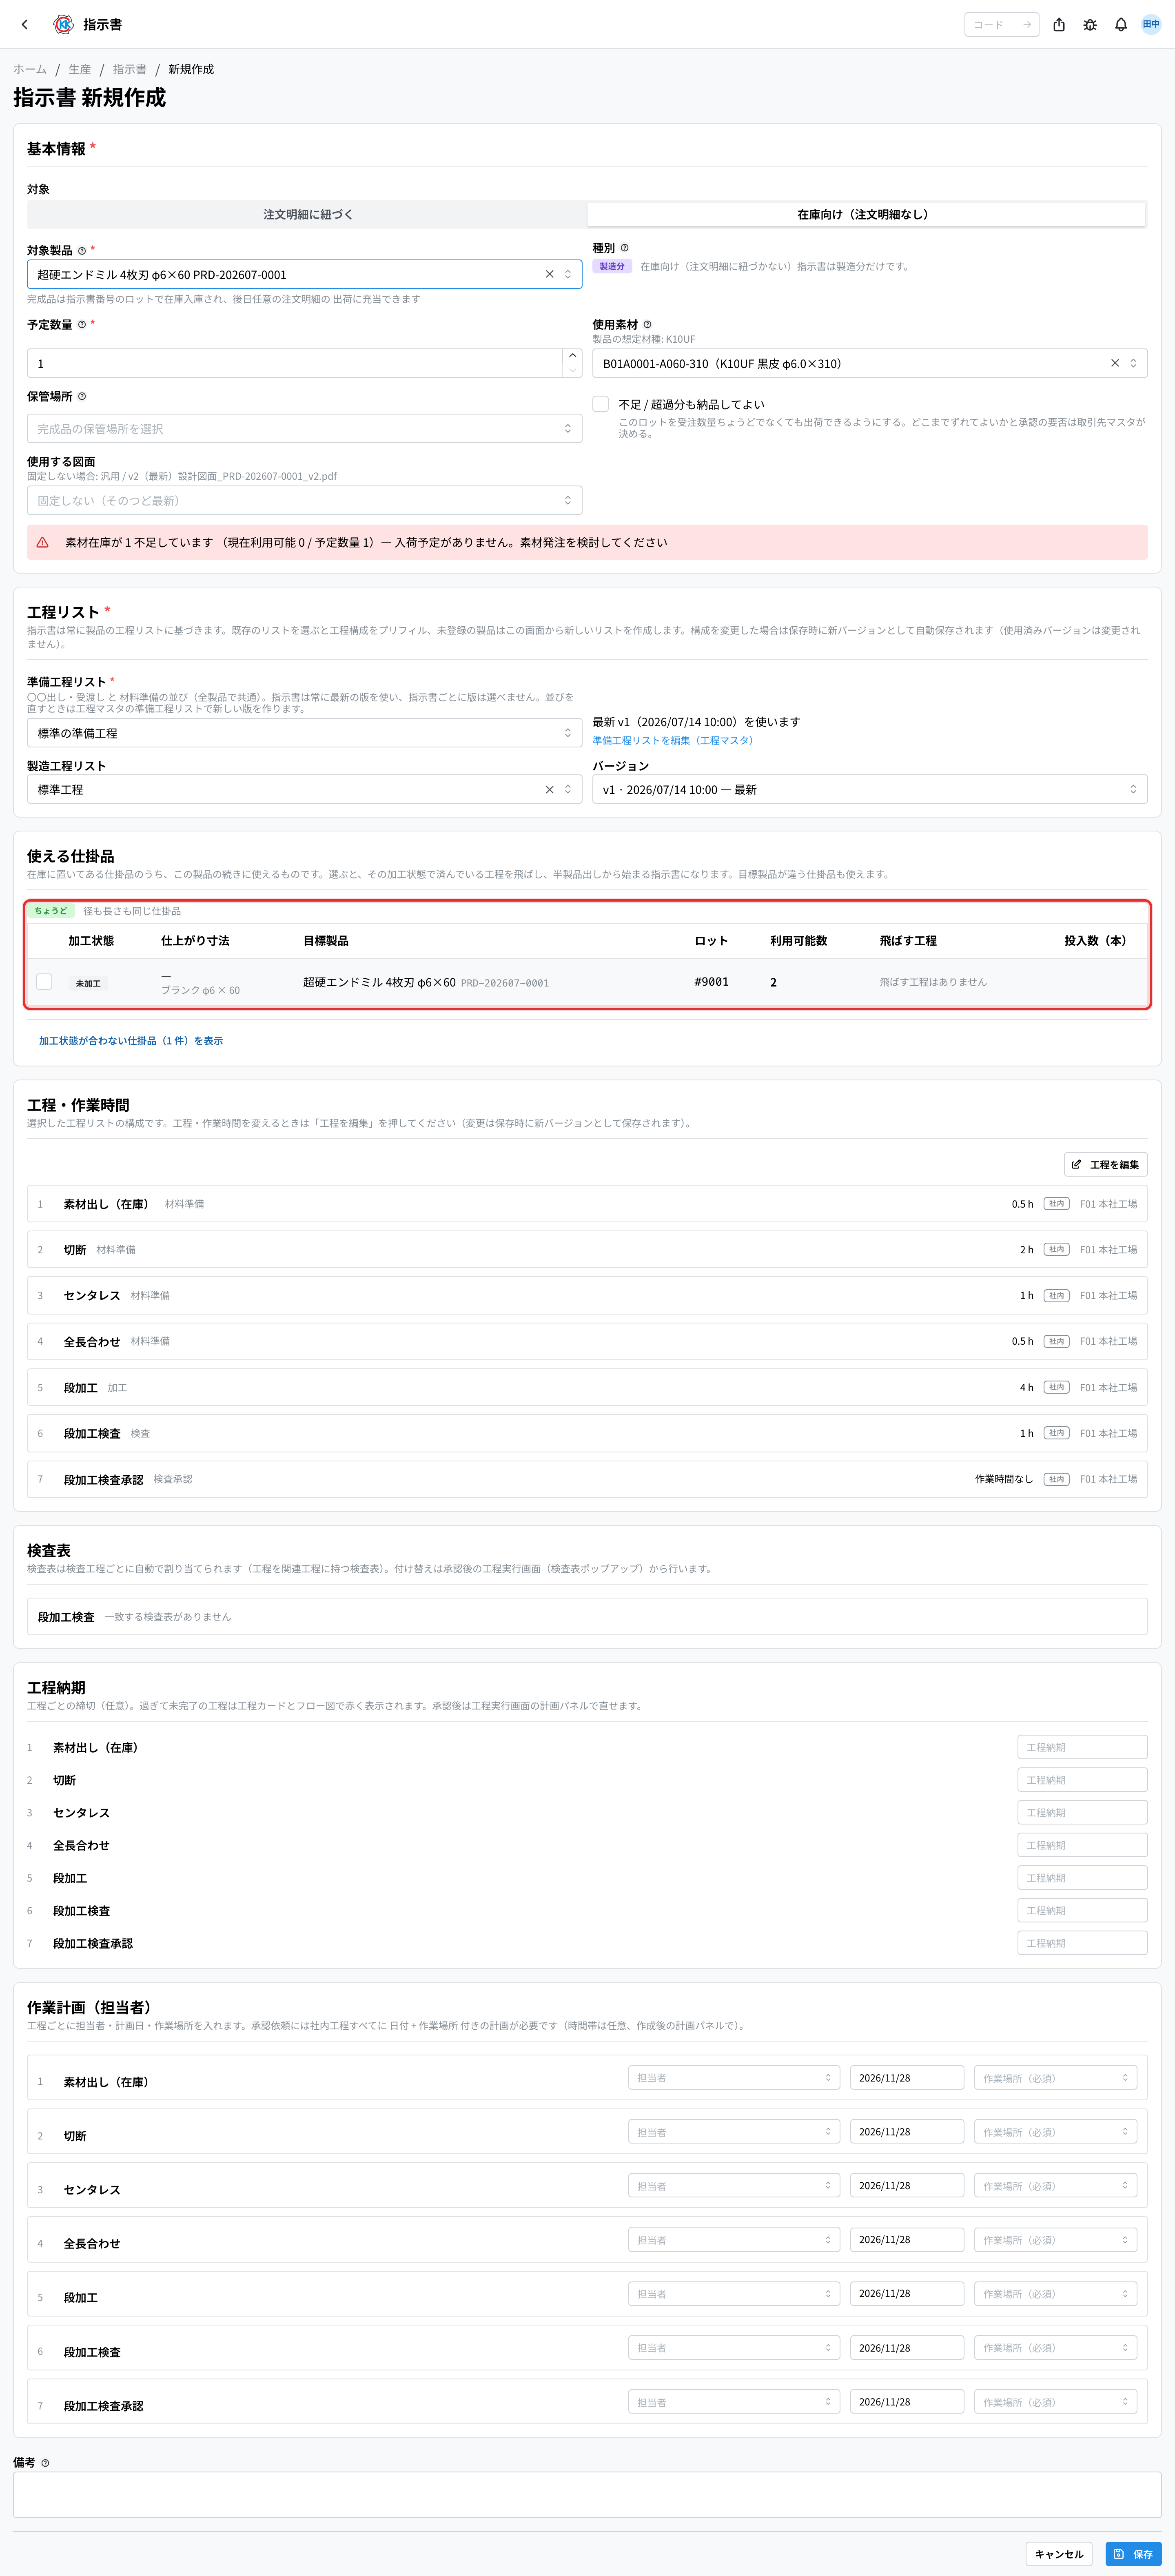 指示書
コード
田中
ホーム / 生産 / 指示書 / 新規作成
指示書 新規作成
基本情報 *
対象
注文明細に紐づく
在庫向け（注文明細なし）
対象製品 *
超硬エンドミル 4枚刃 φ6×60 PRD-202607-0001
完成品は指示書番号のロットで在庫入庫され、後日任意の注文明細の 出荷に充当できます
種別
製造分 在庫向け（注文明細に紐づかない）指示書は製造分だけです。
予定数量 *
1
使用素材
製品の想定材種: K10UF
B01A0001-A060-310（K10UF 黒皮 φ6.0×310）
保管場所
完成品の保管場所を選択
不足 / 超過分も納品してよい
このロットを受注数量ちょうどでなくても出荷できるようにする。どこまでずれてよいかと承認の要否は取引先マスタが
決める。
使用する図面
固定しない場合: 汎用 / v2（最新）設計図面_PRD-202607-0001_v2.pdf
固定しない（そのつど最新）
素材在庫が 1 不足しています （現在利用可能 0 / 予定数量 1）— 入荷予定がありません。素材発注を検討してください
工程リスト *
指示書は常に製品の工程リストに基づきます。既存のリストを選ぶと工程構成をプリフィル、未登録の製品はこの画面から新しいリストを作成します。構成を変更した場合は保存時に新バージョンとして自動保存されます（使用済みバージョンは変更され
ません）。
準備工程リスト *
〇〇出し・受渡し と 材料準備の並び（全製品で共通）。指示書は常に最新の版を使い、指示書ごとに版は選べません。並びを
直すときは工程マスタの準備工程リストで新しい版を作ります。
標準の準備工程
最新 v1（2026/07/14 10:00）を使います
準備工程リストを編集（工程マスタ）
製造工程リスト
標準工程
バージョン
v1 · 2026/07/14 10:00 — 最新
使える仕掛品
在庫に置いてある仕掛品のうち、この製品の続きに使えるものです。選ぶと、その加工状態で済んでいる工程を飛ばし、半製品出しから始まる指示書になります。目標製品が違う仕掛品も使えます。
ちょうど 径も長さも同じ仕掛品
加工状態 仕上がり寸法 目標製品 ロット 利用可能数 飛ばす工程 投入数（本）
未加工 — 超硬エンドミル 4枚刃 φ6×60 PRD-202607-0001 #9001 2 飛ばす工程はありません
ブランク φ6 × 60
加工状態が合わない仕掛品（1 件）を表示
工程・作業時間
選択した工程リストの構成です。工程・作業時間を変えるときは「工程を編集」を押してください（変更は保存時に新バージョンとして保存されます）。
工程を編集
1 素材出し（在庫） 材料準備 0.5 h 社内 F01 本社工場
2 切断 材料準備 2 h 社内 F01 本社工場
3 センタレス 材料準備 1 h 社内 F01 本社工場
4 全長合わせ 材料準備 0.5 h 社内 F01 本社工場
5 段加工 加工 4 h 社内 F01 本社工場
6 段加工検査 検査 1 h 社内 F01 本社工場
7 段加工検査承認 検査承認 作業時間なし 社内 F01 本社工場
検査表
検査表は検査工程ごとに自動で割り当てられます（工程を関連工程に持つ検査表）。付け替えは承認後の工程実行画面（検査表ポップアップ）から行います。
段加工検査 一致する検査表がありません
工程納期
工程ごとの締切（任意）。過ぎて未完了の工程は工程カードとフロー図で赤く表示されます。承認後は工程実行画面の計画パネルで直せます。
1 素材出し（在庫） 工程納期
2 切断 工程納期
3 センタレス 工程納期
4 全長合わせ 工程納期
5 段加工 工程納期
6 段加工検査 工程納期
7 段加工検査承認 工程納期
作業計画（担当者）
工程ごとに担当者・計画日・作業場所を入れます。承認依頼には社内工程すべてに 日付 + 作業場所 付きの計画が必要です（時間帯は任意、作成後の計画パネルで）。
1 素材出し（在庫） 担当者 2026/11/28 作業場所（必須）
2 切断 担当者 2026/11/28 作業場所（必須）
3 センタレス 担当者 2026/11/28 作業場所（必須）
4 全長合わせ 担当者 2026/11/28 作業場所（必須）
5 段加工 担当者 2026/11/28 作業場所（必須）
6 段加工検査 担当者 2026/11/28 作業場所（必須）
7 段加工検査承認 担当者 2026/11/28 作業場所（必須）
備考
キャンセル
保存